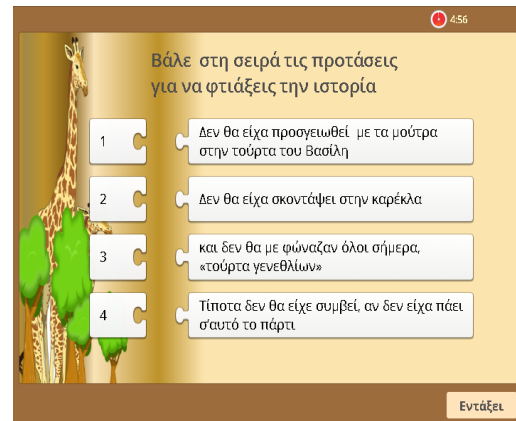 4:56
Βάλε στη σειρά τις προτάσεις
για να φτιάξεις την ιστορία
1
Δεν θα είχα προσγειωθεί με τα μούτρα
στην τούρτα του Βασίλη
2
Δεν θα είχα σκοντάψει στην καρέκλα
3
και δεν θα με φώναζαν όλοι σήμερα,
«τούρτα γενεθλίων»
4
Τίποτα δεν θα είχε συμβεί, αν δεν είχα πάει
σ'αυτό το πάρτι
Εντάξει